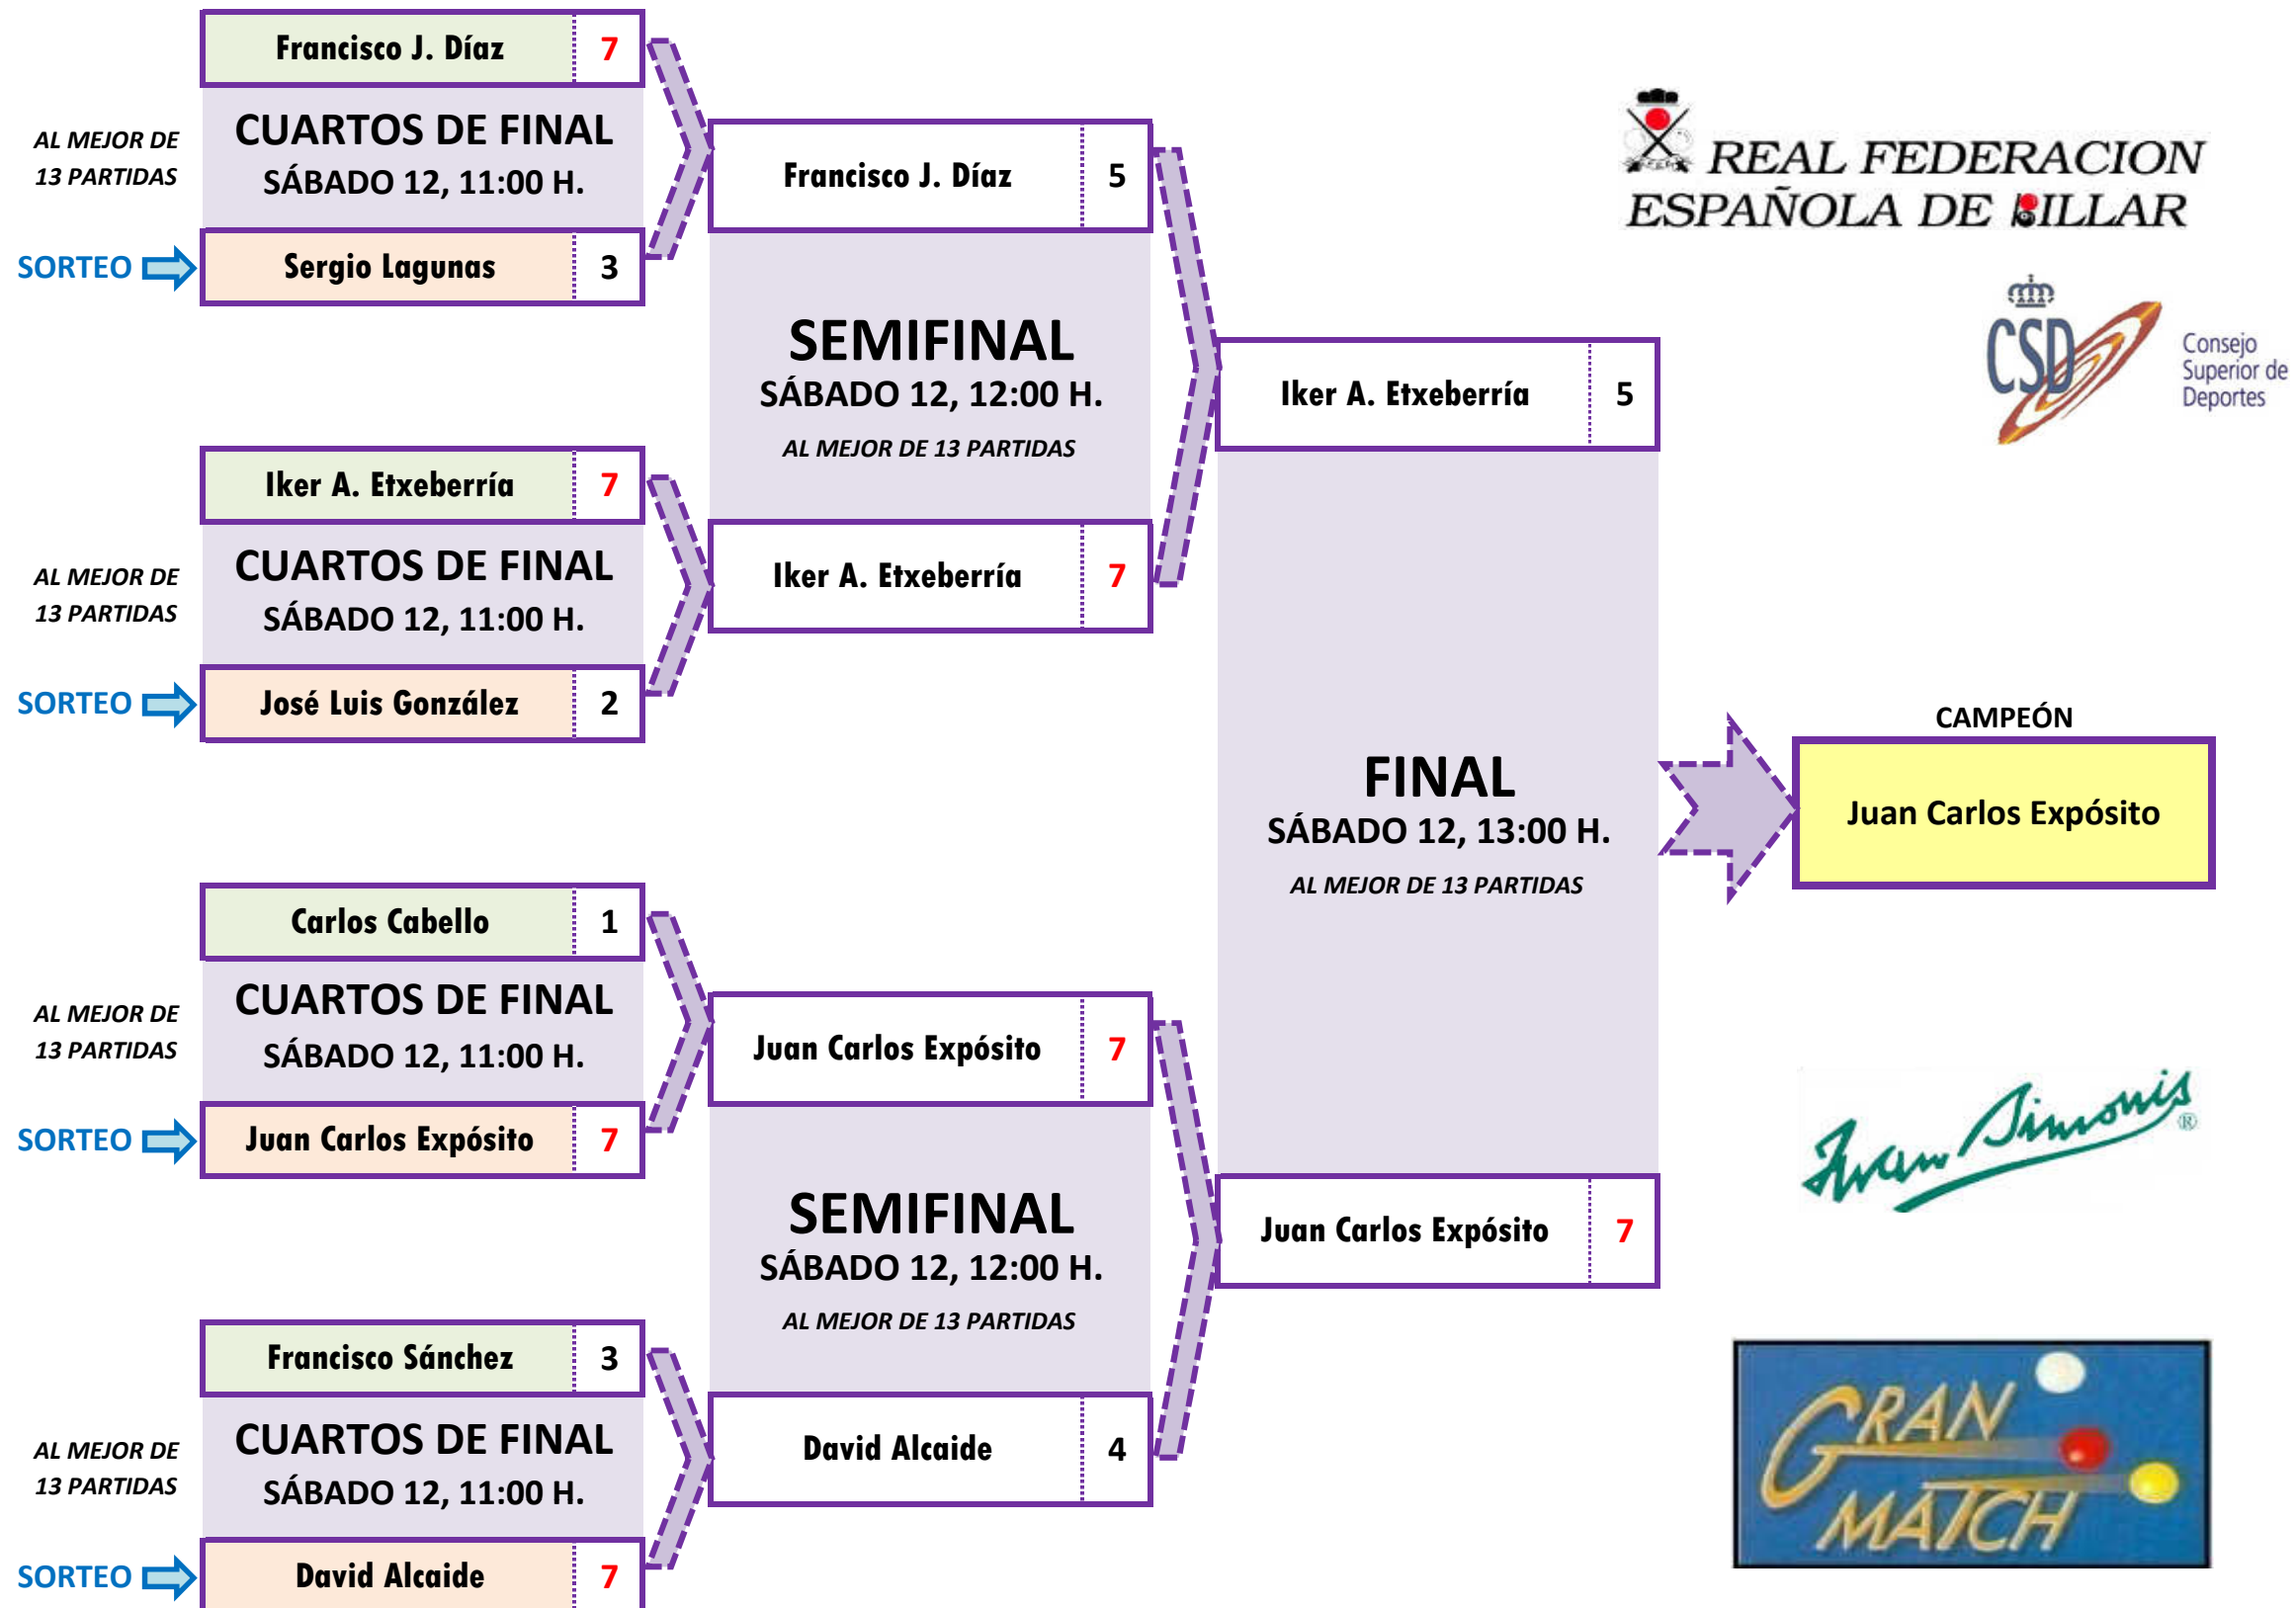 Francisco J. Díaz 7
AL MEJOR DE
13 PARTIDAS
CUARTOS DE FINAL
SÁBADO 12, 11:00 H.
SORTEO
Sergio Lagunas 3
Iker A. Etxeberría 7
AL MEJOR DE
13 PARTIDAS
CUARTOS DE FINAL
SÁBADO 12, 11:00 H.
SORTEO
José Luis González 2
Carlos Cabello 1
AL MEJOR DE
13 PARTIDAS
CUARTOS DE FINAL
SÁBADO 12, 11:00 H.
SORTEO
Juan Carlos Expósito 7
Francisco Sánchez 3
AL MEJOR DE
13 PARTIDAS
CUARTOS DE FINAL
SÁBADO 12, 11:00 H.
SORTEO
David Alcaide 7
Francisco J. Díaz 5
SEMIFINAL
SÁBADO 12, 12:00 H.
AL MEJOR DE 13 PARTIDAS
Iker A. Etxeberría 7
Juan Carlos Expósito 7
SEMIFINAL
SÁBADO 12, 12:00 H.
AL MEJOR DE 13 PARTIDAS
David Alcaide 4
Iker A. Etxeberría 5
FINAL
SÁBADO 12, 13:00 H.
AL MEJOR DE 13 PARTIDAS
Juan Carlos Expósito 7
CAMPEÓN
Juan Carlos Expósito
REAL FEDERACION
ESPAÑOLA DE BILLAR
CSD
Consejo
Superior de
Deportes
Iwan Simonis ®
GRAN
MATCH